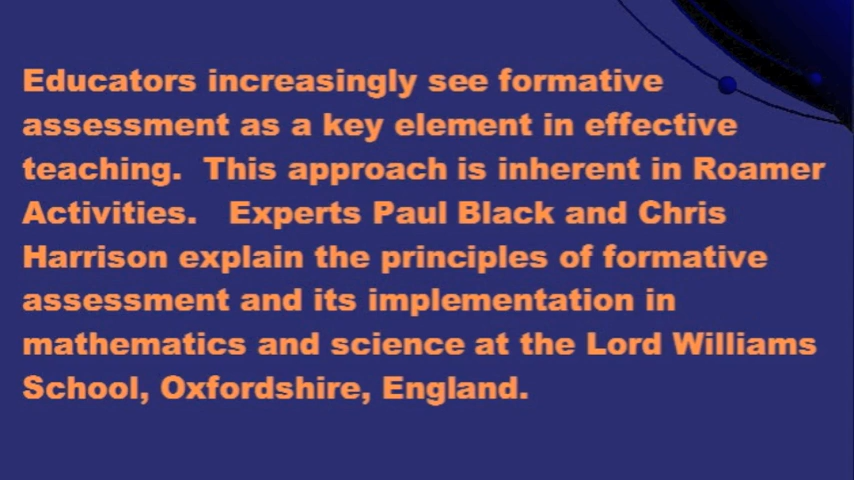 Educators increasingly see formative
assessment as a key element in effective
teaching.  This approach is inherent in Roamer
Activities.   Experts Paul Black and Chris
Harrison explain the principles of formative
assessment and its implementation in
mathematics and science at the Lord Williams
School, Oxfordshire, England.